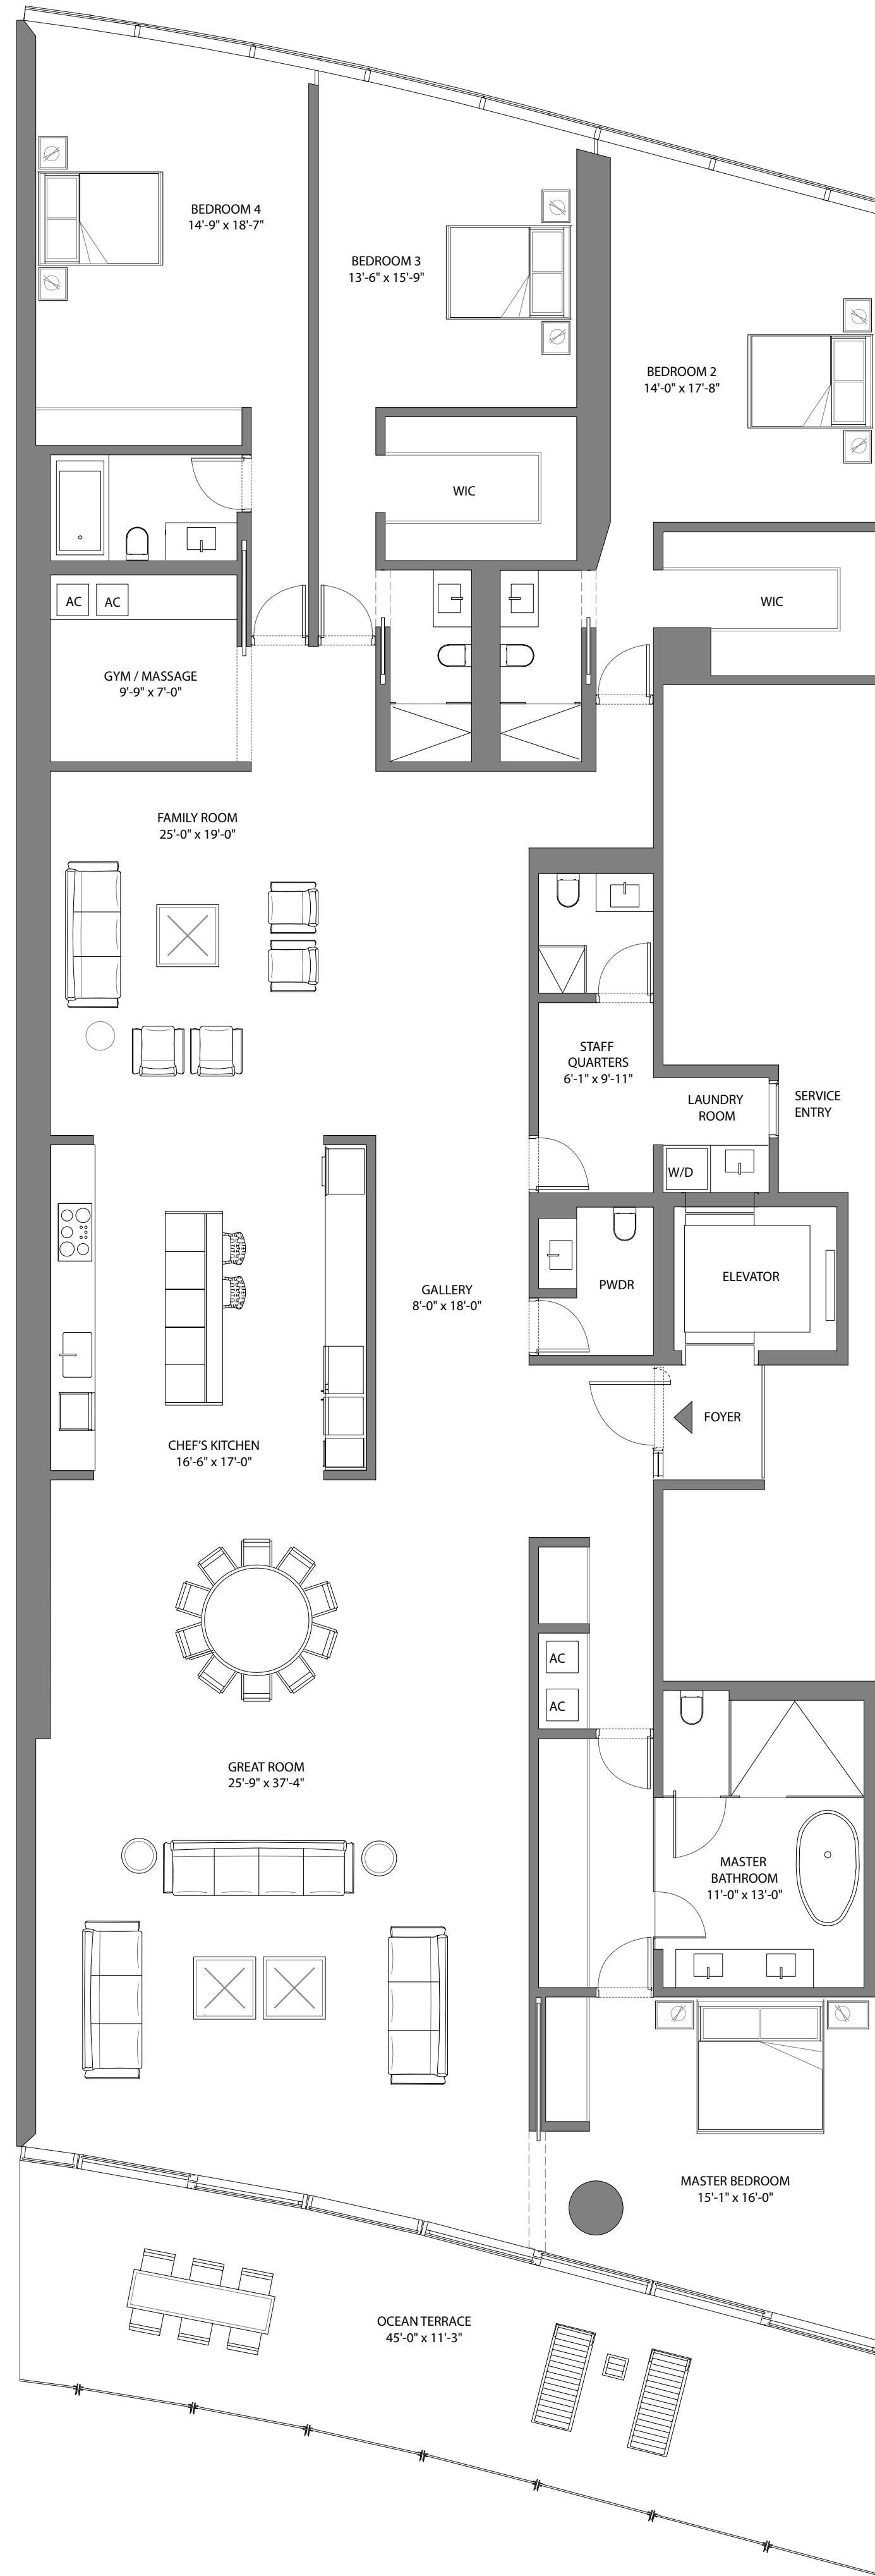 BEDROOM 4
14'-9" x 18'-7"
BEDROOM 3
13'-6" x 15'-9"
BEDROOM 2
14'-0" x 17'-8"
WIC
WIC
AC
AC
GYM / MASSAGE
9'-9" x 7'-0"
FAMILY ROOM
25'-0" x 19'-0"
STAFF
QUARTERS
6'-1" x 9'-11"
LAUNDRY
ROOM
SERVICE
ENTRY
W/D
ELEVATOR
PWDR
GALLERY
8'-0" x 18'-0"
FOYER
CHEF'S KITCHEN
16'-6" x 17'-0"
AC
AC
GREAT ROOM
25'-9" x 37'-4"
MASTER
BATHROOM
11'-0" x 13'-0"
MASTER BEDROOM
15'-1" x 16'-0"
OCEAN TERRACE
45'-0" x 11'-3"